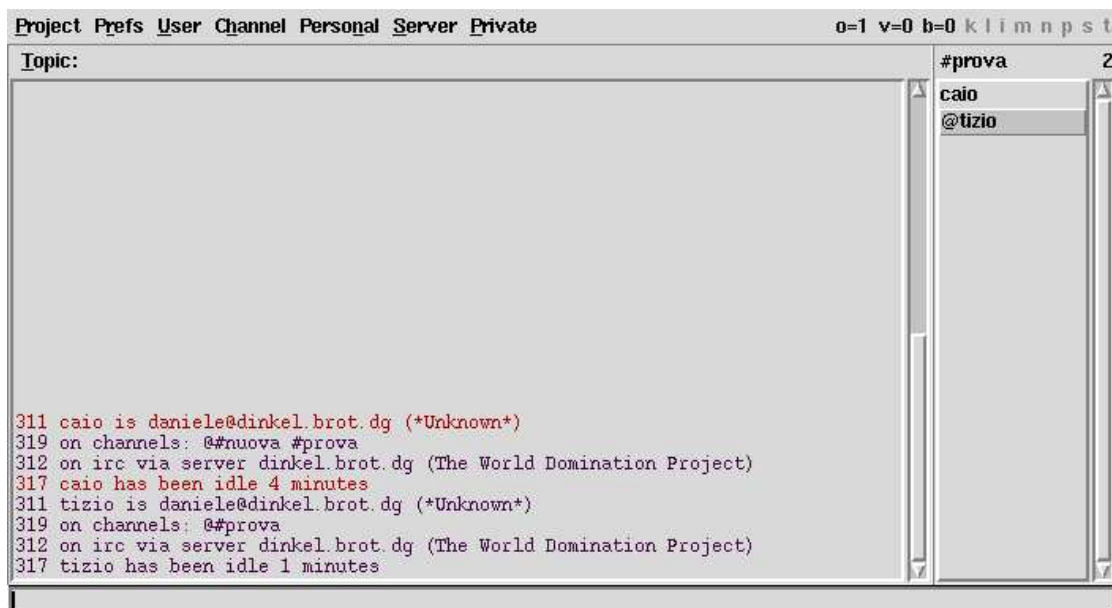 Project Prefs User Channel Personal Server Private o=1 v=0 b=0 k l i m n p s t
Topic: #prova 2
caio
@tizio
311 caio is daniele@dinkel.brot.dg (*Unknown*)
319 on channels: @#nuova #prova
312 on irc via server dinkel.brot.dg (The World Domination Project)
317 caio has been idle 4 minutes
311 tizio is daniele@dinkel.brot.dg (*Unknown*)
319 on channels: @#prova
312 on irc via server dinkel.brot.dg (The World Domination Project)
317 tizio has been idle 1 minutes